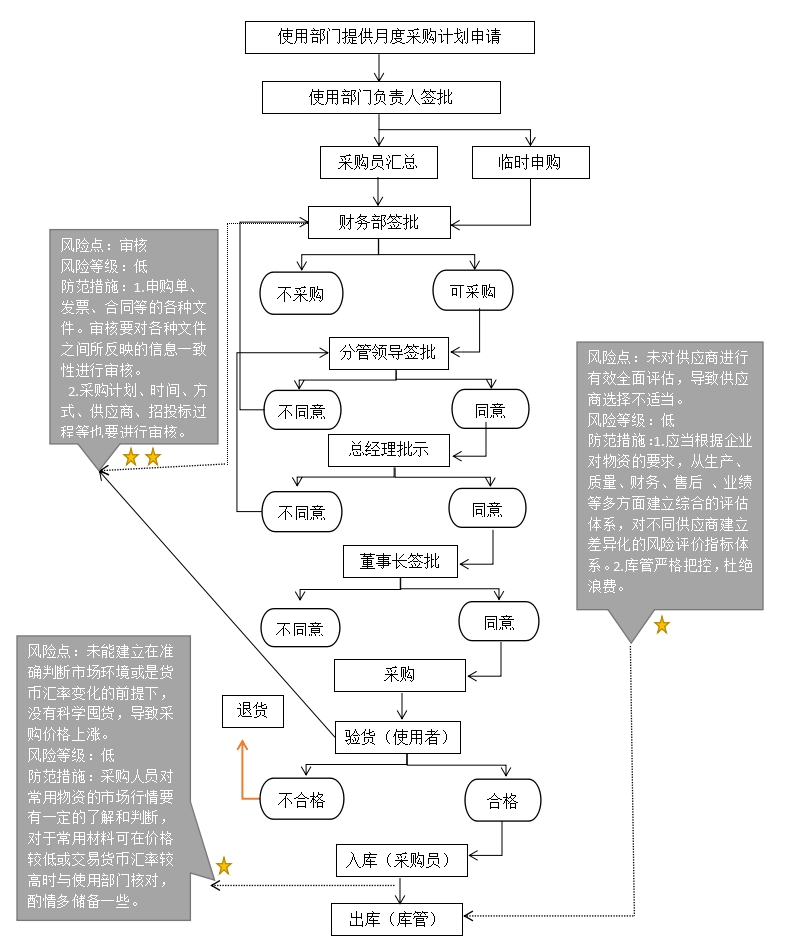 使用部门提供月度采购计划申请
使用部门负责人签批
采购员汇总
临时申购
财务部签批
不采购
可采购
分管领导签批
不同意
同意
总经理批示
不同意
同意
董事长签批
不同意
同意
采购
退货
验货（使用者）
不合格
合格
入库（采购员）
出库（库管）
风险点：审核
风险等级：低
防范措施：1.申购单、
发票、合同等的各种文
件。审核要对各种文件
之间所反映的信息一致
性进行审核。
2.采购计划、时间、方
式、供应商、招投标过
程等也要进行审核。
风险点：未对供应商进行
有效全面评估，导致供应
商选择不适当。
风险等级：低
防范措施:1.应当根据企业
对物资的要求，从生产、
质量、财务、售后 、业绩
等多方面建立综合的评估
体系，对不同供应商建立
差异化的风险评价指标体
系。2.库管严格把控，杜绝
浪费。
风险点：未能建立在准
确判断市场环境或是货
币汇率变化的前提下，
没有科学囤货，导致采
购价格上涨。
风险等级：低
防范措施：采购人员对
常用物资的市场行情要
有一定的了解和判断，
对于常用材料可在价格
较低或交易货币汇率较
高时与使用部门核对，
酌情多储备一些。